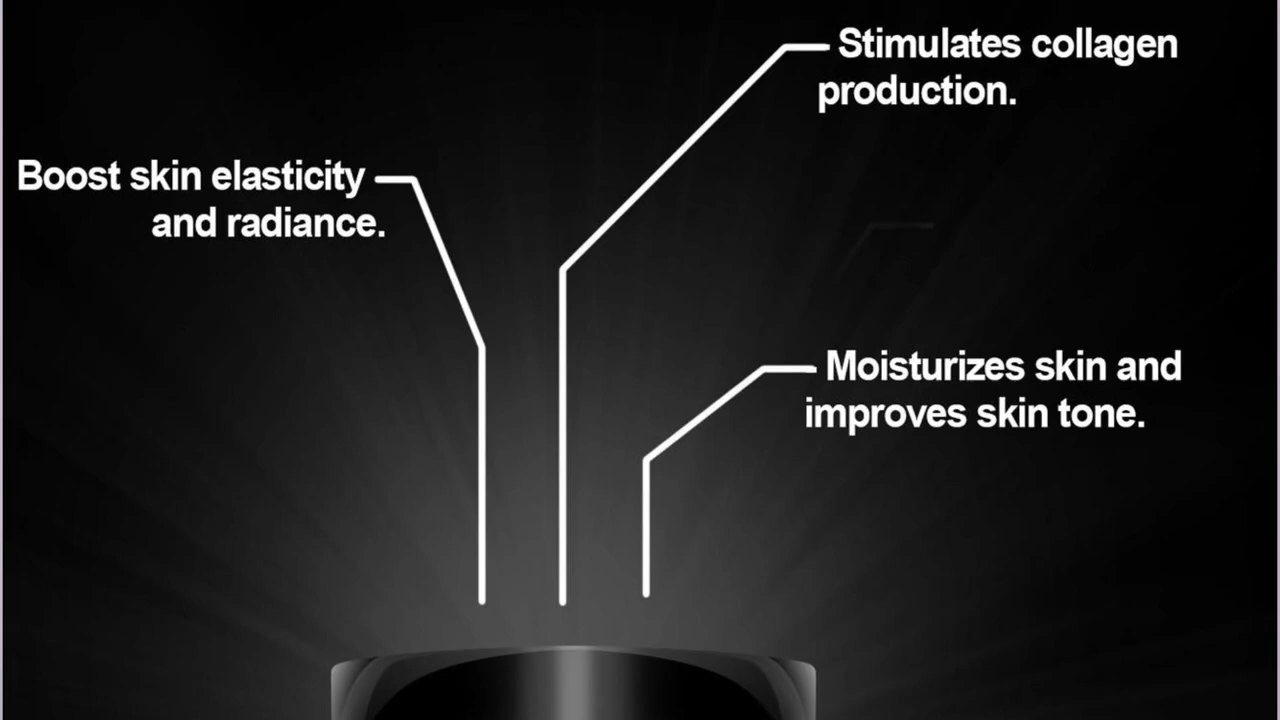 Stimulates collagen
production.
Boost skin elasticity
and radiance.
Moisturizes skin and
improves skin tone.